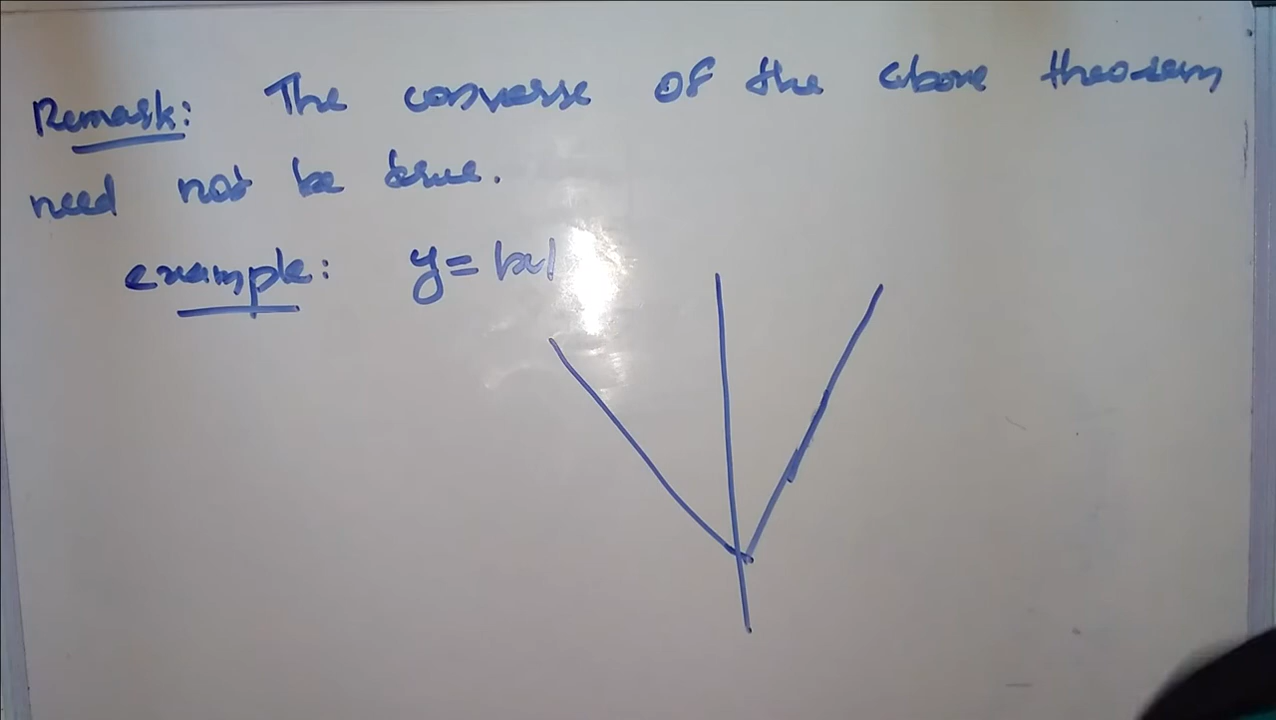 Remark: The converse of the above theorem
need not be true.
example: y = |x|